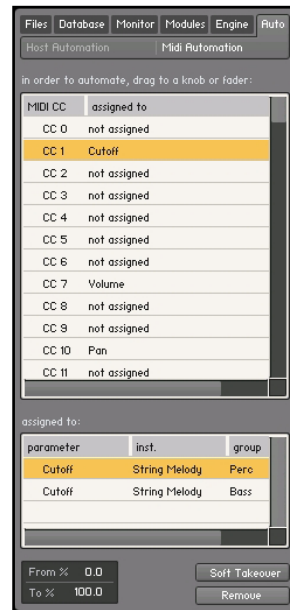 Files Database Monitor Modules Engine Auto
Host Automation Midi Automation
in order to automate, drag to a knob or fader:
MIDI CC assigned to
CC 0 not assigned
CC 1 Cutoff
CC 2 not assigned
CC 3 not assigned
CC 4 not assigned
CC 5 not assigned
CC 6 not assigned
CC 7 Volume
CC 8 not assigned
CC 9 not assigned
CC 10 Pan
CC 11 not assigned
assigned to:
parameter inst. group
Cutoff String Melody Perc
Cutoff String Melody Bass
From % 0.0 Soft Takeover
To % 100.0 Remove